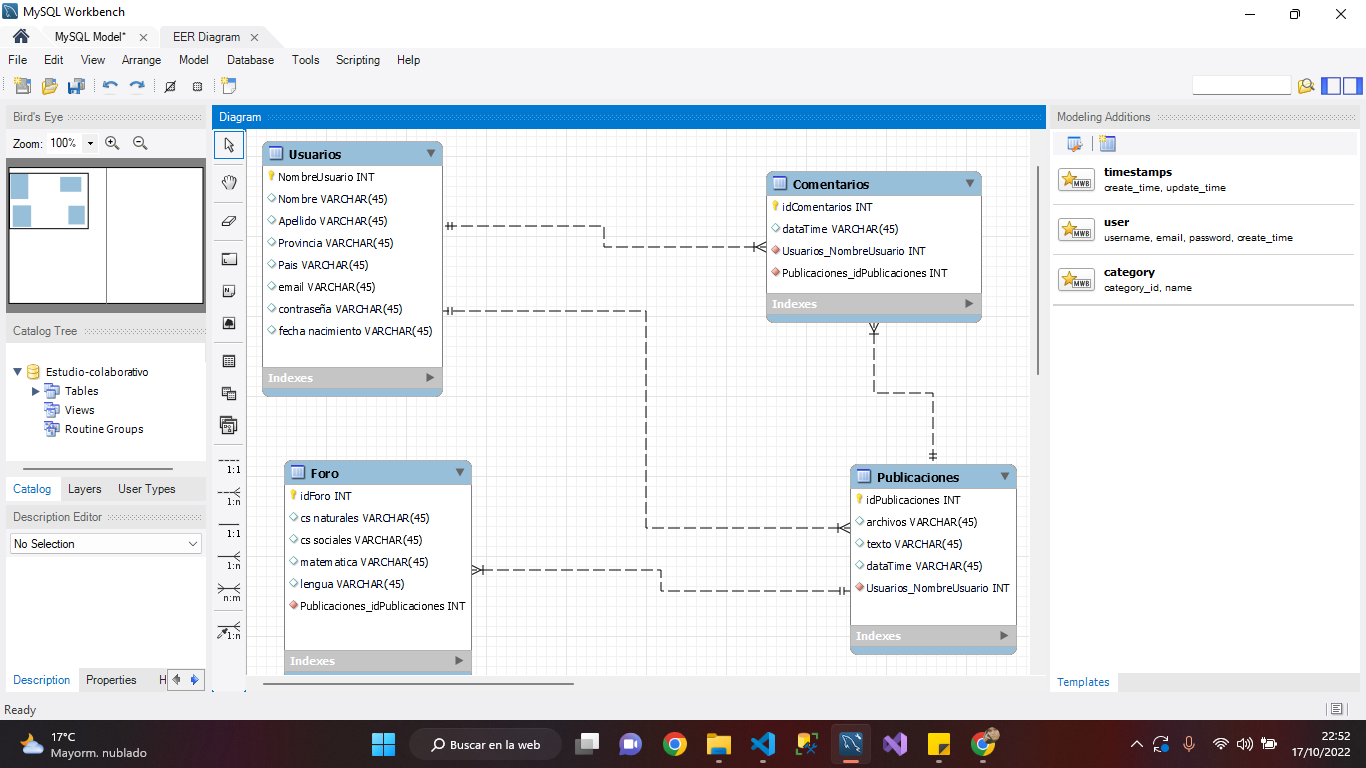 MySQL Workbench
MySQL Model*
EER Diagram
File Edit View Arrange Model Database Tools Scripting Help
Bird's Eye
Zoom: 100%
Catalog Tree
Estudio-colaborativo
Tables
Views
Routine Groups
Catalog Layers User Types
Description Editor
No Selection
Description Properties H
Diagram
1:1
1:n
1:1
1:n
n:m
1:n
Usuarios
NombreUsuario INT
Nombre VARCHAR(45)
Apellido VARCHAR(45)
Provincia VARCHAR(45)
Pais VARCHAR(45)
email VARCHAR(45)
contraseña VARCHAR(45)
fecha nacimiento VARCHAR(45)
Indexes
Comentarios
idComentarios INT
dataTime VARCHAR(45)
Usuarios_NombreUsuario INT
Publicaciones_idPublicaciones INT
Indexes
Foro
idForo INT
cs naturales VARCHAR(45)
cs sociales VARCHAR(45)
matematica VARCHAR(45)
lengua VARCHAR(45)
Publicaciones_idPublicaciones INT
Indexes
Publicaciones
idPublicaciones INT
archivos VARCHAR(45)
texto VARCHAR(45)
dataTime VARCHAR(45)
Usuarios_NombreUsuario INT
Indexes
Modeling Additions
timestamps
create_time, update_time
user
username, email, password, create_time
category
category_id, name
MWB
MWB
MWB
Templates
Ready
17°C
Mayorm. nublado
Buscar en la web
22:52
17/10/2022